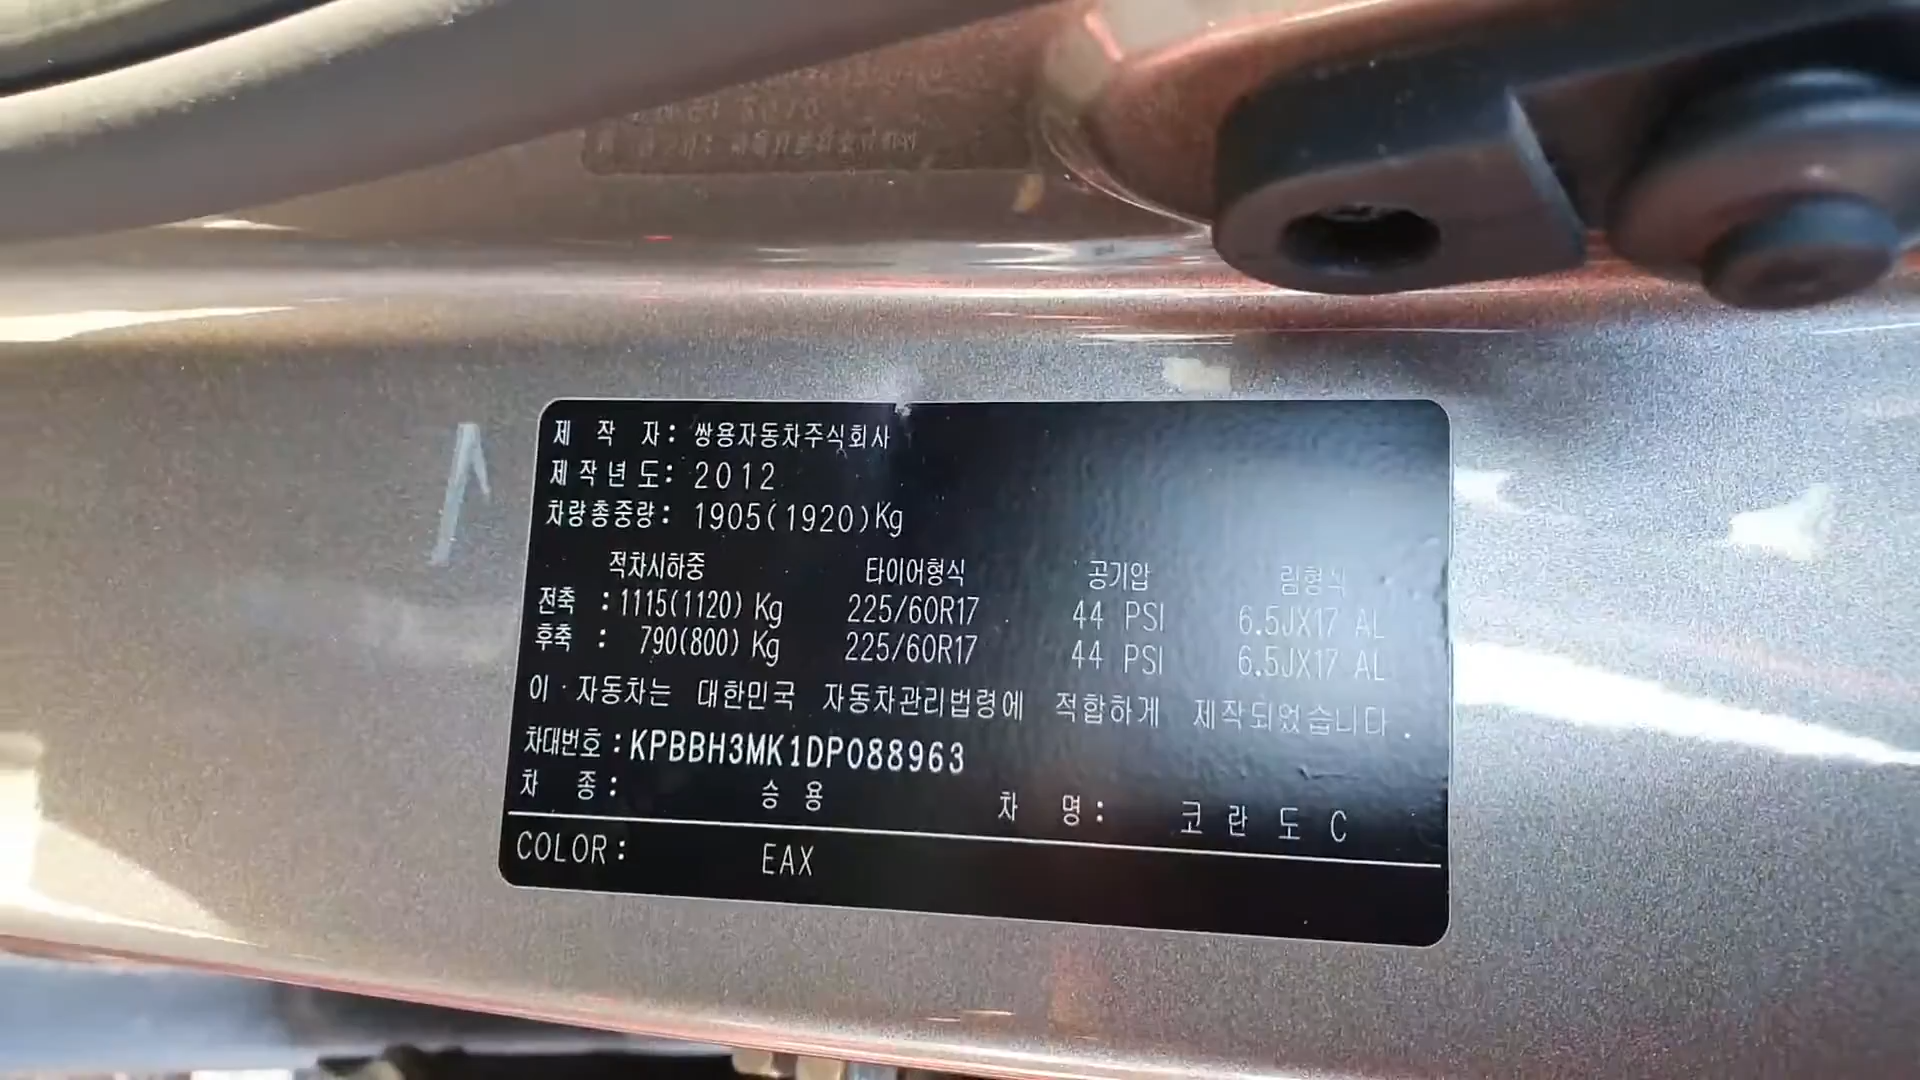 제 작 자: 쌍용자동차주식회사
제작년도: 2012
차량총중량: 1905(1920)Kg
적차시하중 타이어형식 공기압 림형식
전축 : 1115(1120) Kg 225/60R17 44 PSI 6.5JX17 AL
후축 : 790(800) Kg 225/60R17 44 PSI 6.5JX17 AL
이 자동차는 대한민국 자동차관리법령에 적합하게 제작되었습니다.
차대번호:KPBBH3MK1DP088963
차 종: 승 용 차 명: 코 란 도 C
COLOR: EAX